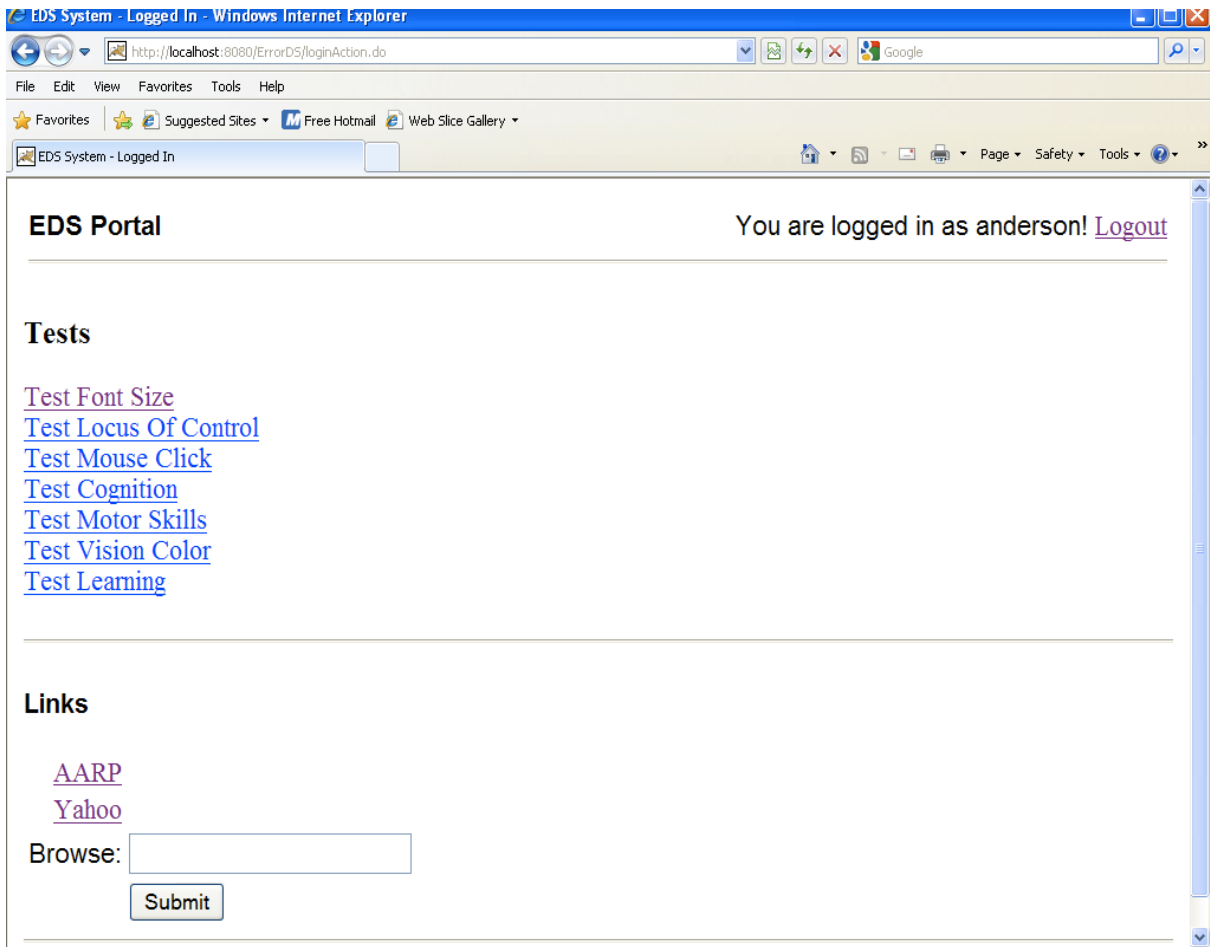 EDS System - Logged In - Windows Internet Explorer
http://localhost:8080/ErrorDS/loginAction.do
Google
File Edit View Favorites Tools Help
Favorites Suggested Sites Free Hotmail Web Slice Gallery
EDS System - Logged In Page Safety Tools »
EDS Portal You are logged in as anderson! Logout
Tests
Test Font Size
Test Locus Of Control
Test Mouse Click
Test Cognition
Test Motor Skills
Test Vision Color
Test Learning
Links
AARP
Yahoo
Browse:
Submit